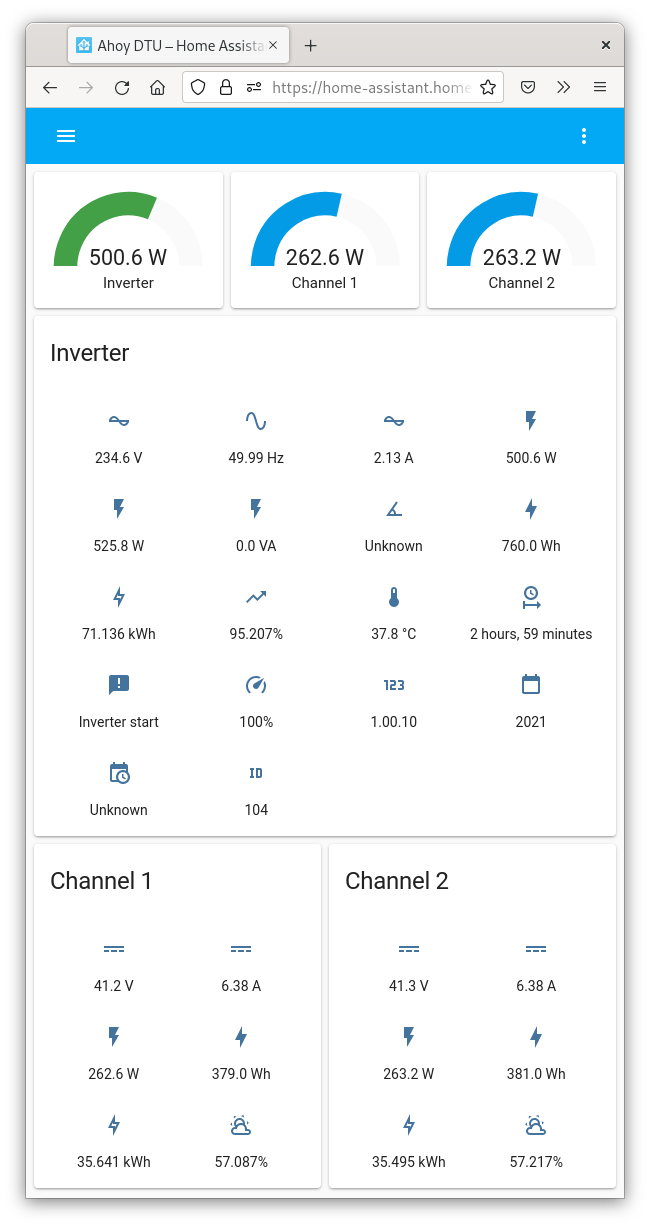 Ahoy DTU – Home Assista
https://home-assistant.home
500.6 W
Inverter
262.6 W
Channel 1
263.2 W
Channel 2
Inverter
234.6 V
49.99 Hz
2.13 A
500.6 W
525.8 W
0.0 VA
Unknown
760.0 Wh
71.136 kWh
95.207%
37.8 °C
2 hours, 59 minutes
123
Inverter start
100%
1.00.10
2021
ID
Unknown
104
Channel 1
41.2 V
6.38 A
262.6 W
379.0 Wh
35.641 kWh
57.087%
Channel 2
41.3 V
6.38 A
263.2 W
381.0 Wh
35.495 kWh
57.217%